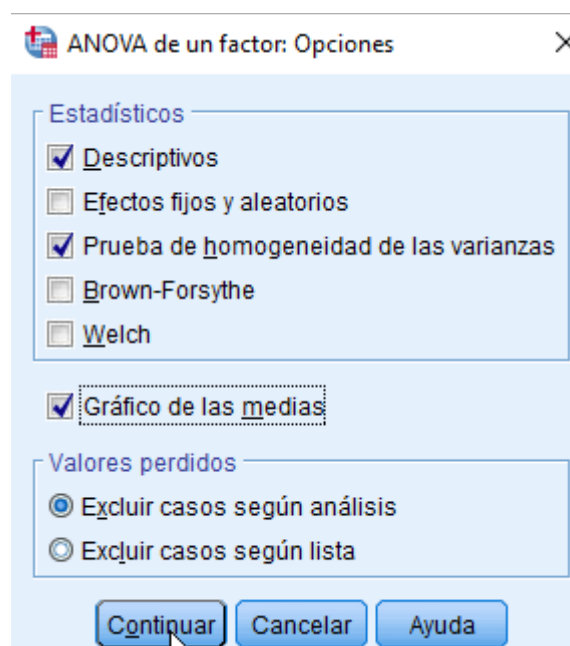 ANOVA de un factor: Opciones
Estadísticos
Descriptivos
Efectos fijos y aleatorios
Prueba de homogeneidad de las varianzas
Brown-Forsythe
Welch
Gráfico de las medias
Valores perdidos
Excluir casos según análisis
Excluir casos según lista
Continuar Cancelar Ayuda